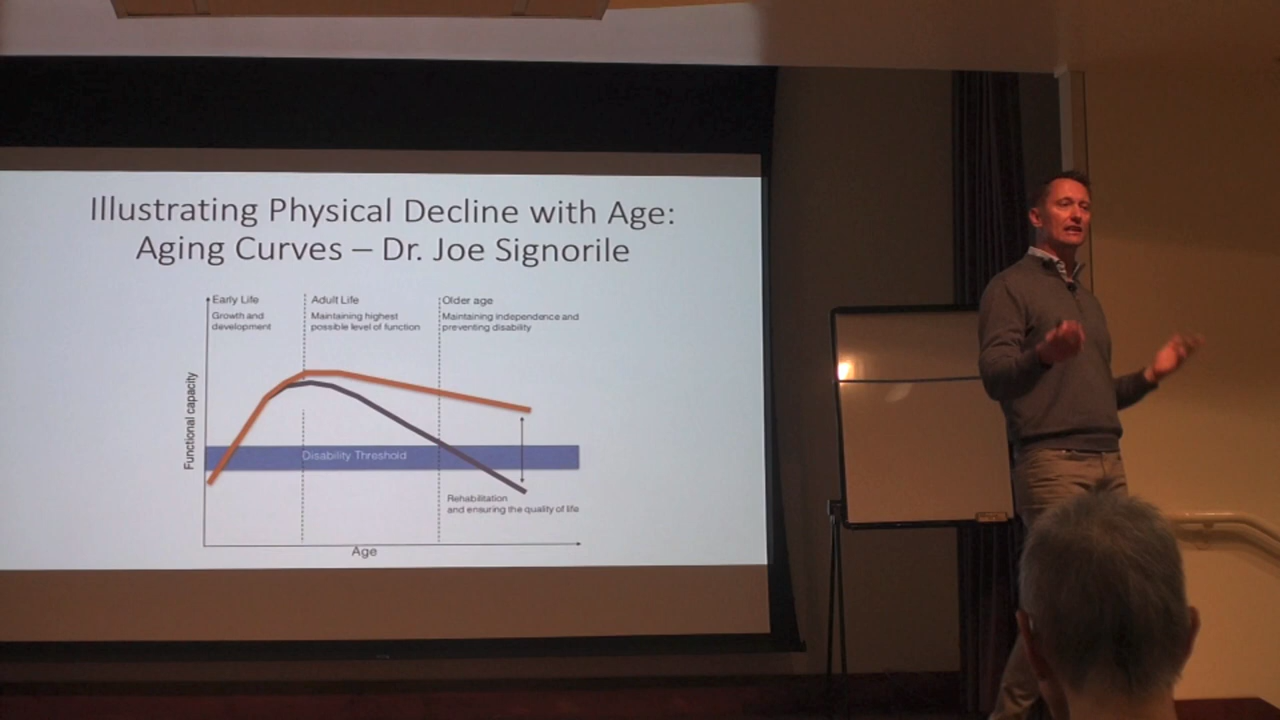 Illustrating Physical Decline with Age:
Aging Curves – Dr. Joe Signorile
Early Life
Growth and
development
Adult Life
Maintaining highest
possible level of function
Older age
Maintaining independence and
preventing disability
Functional capacity
Disability Threshold
Rehabilitation
and ensuring the quality of life
Age